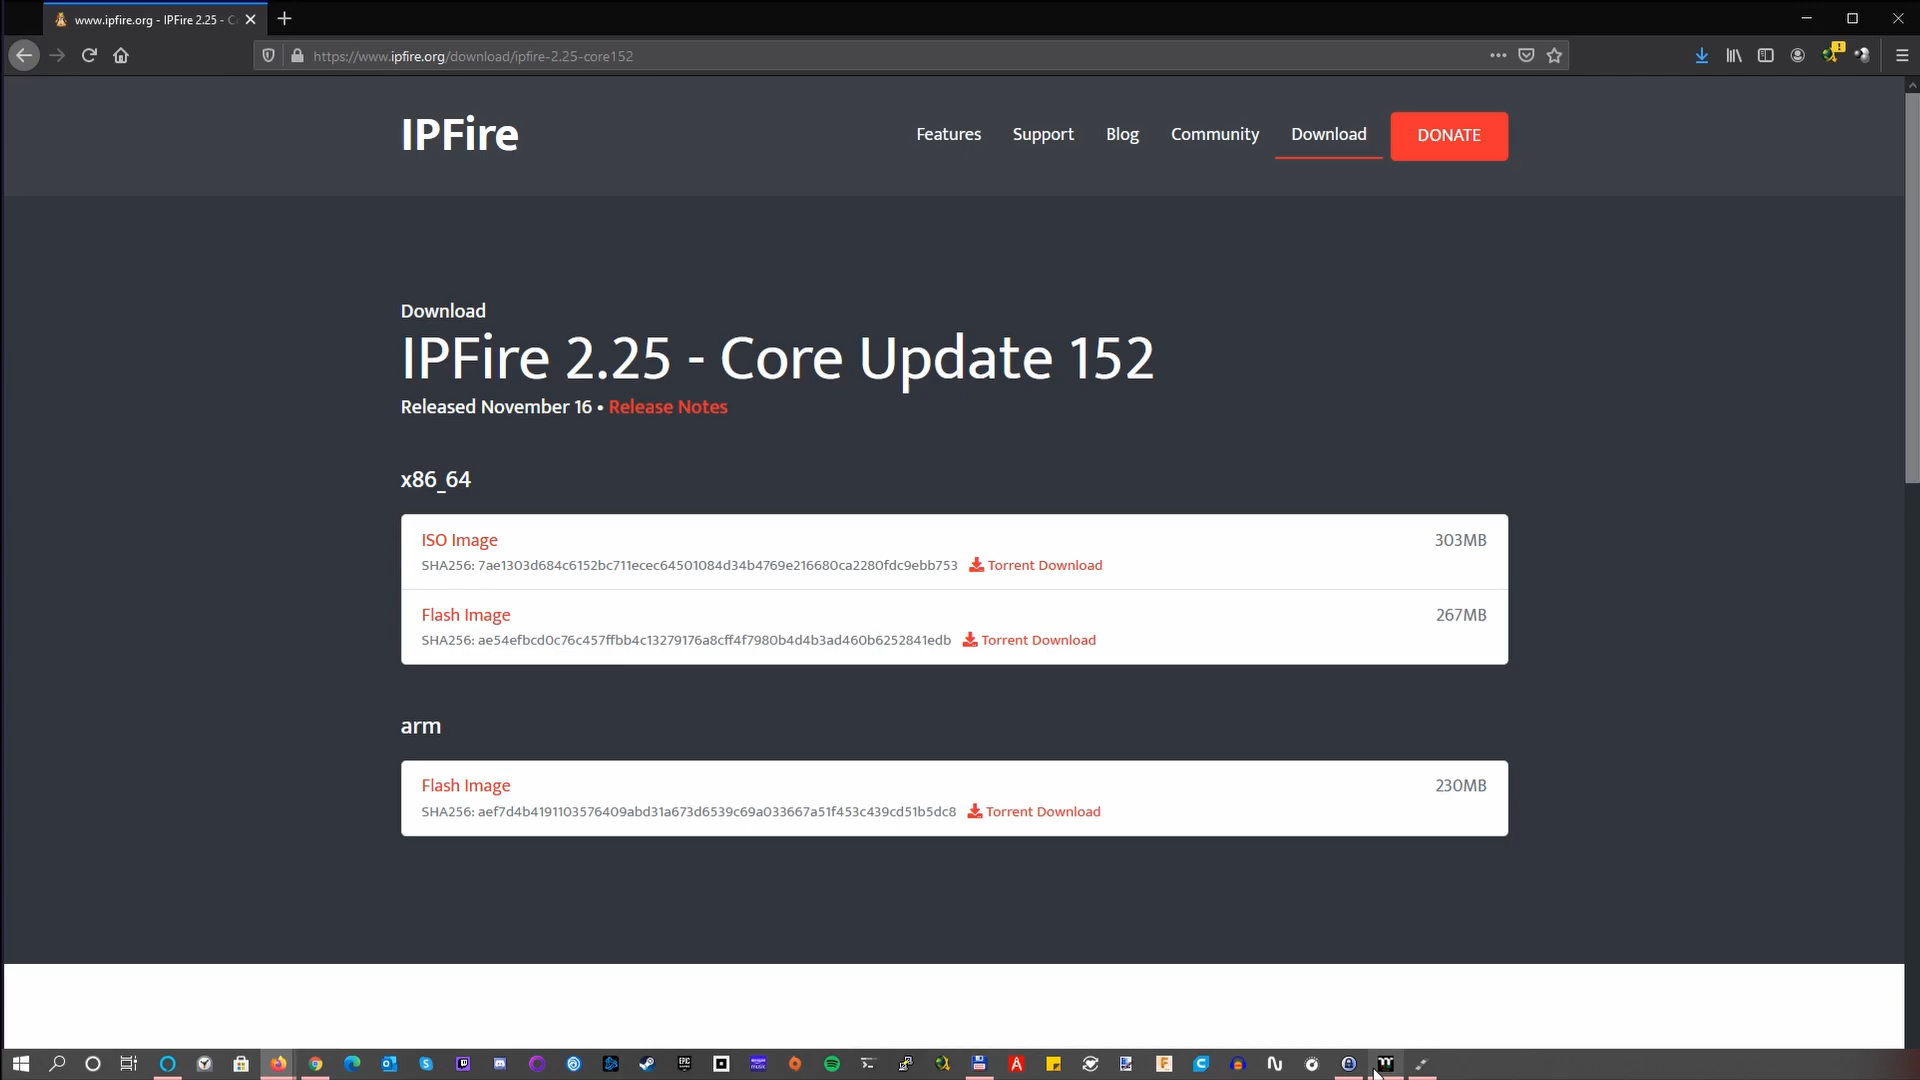 www.ipfire.org - IPFire 2.25 - C
https://www.ipfire.org/download/ipfire-2.25-core152
IPFire
Features
Support
Blog
Community
Download
DONATE
Download
IPFire 2.25 - Core Update 152
Released November 16 • Release Notes
x86_64
ISO Image
303MB
SHA256: 7ae1303d684c6152bc711ecec64501084d34b4769e216680ca2280fdc9ebb753 Torrent Download
Flash Image
267MB
SHA256: ae54efbcd0c76c457ffbb4c13279176a8cff4f7980b4d4b3ad460b6252841edb Torrent Download
arm
Flash Image
230MB
SHA256: aef7d4b4191103576409abd31a673d6539c69a033667a51f453c439cd51b5dc8 Torrent Download